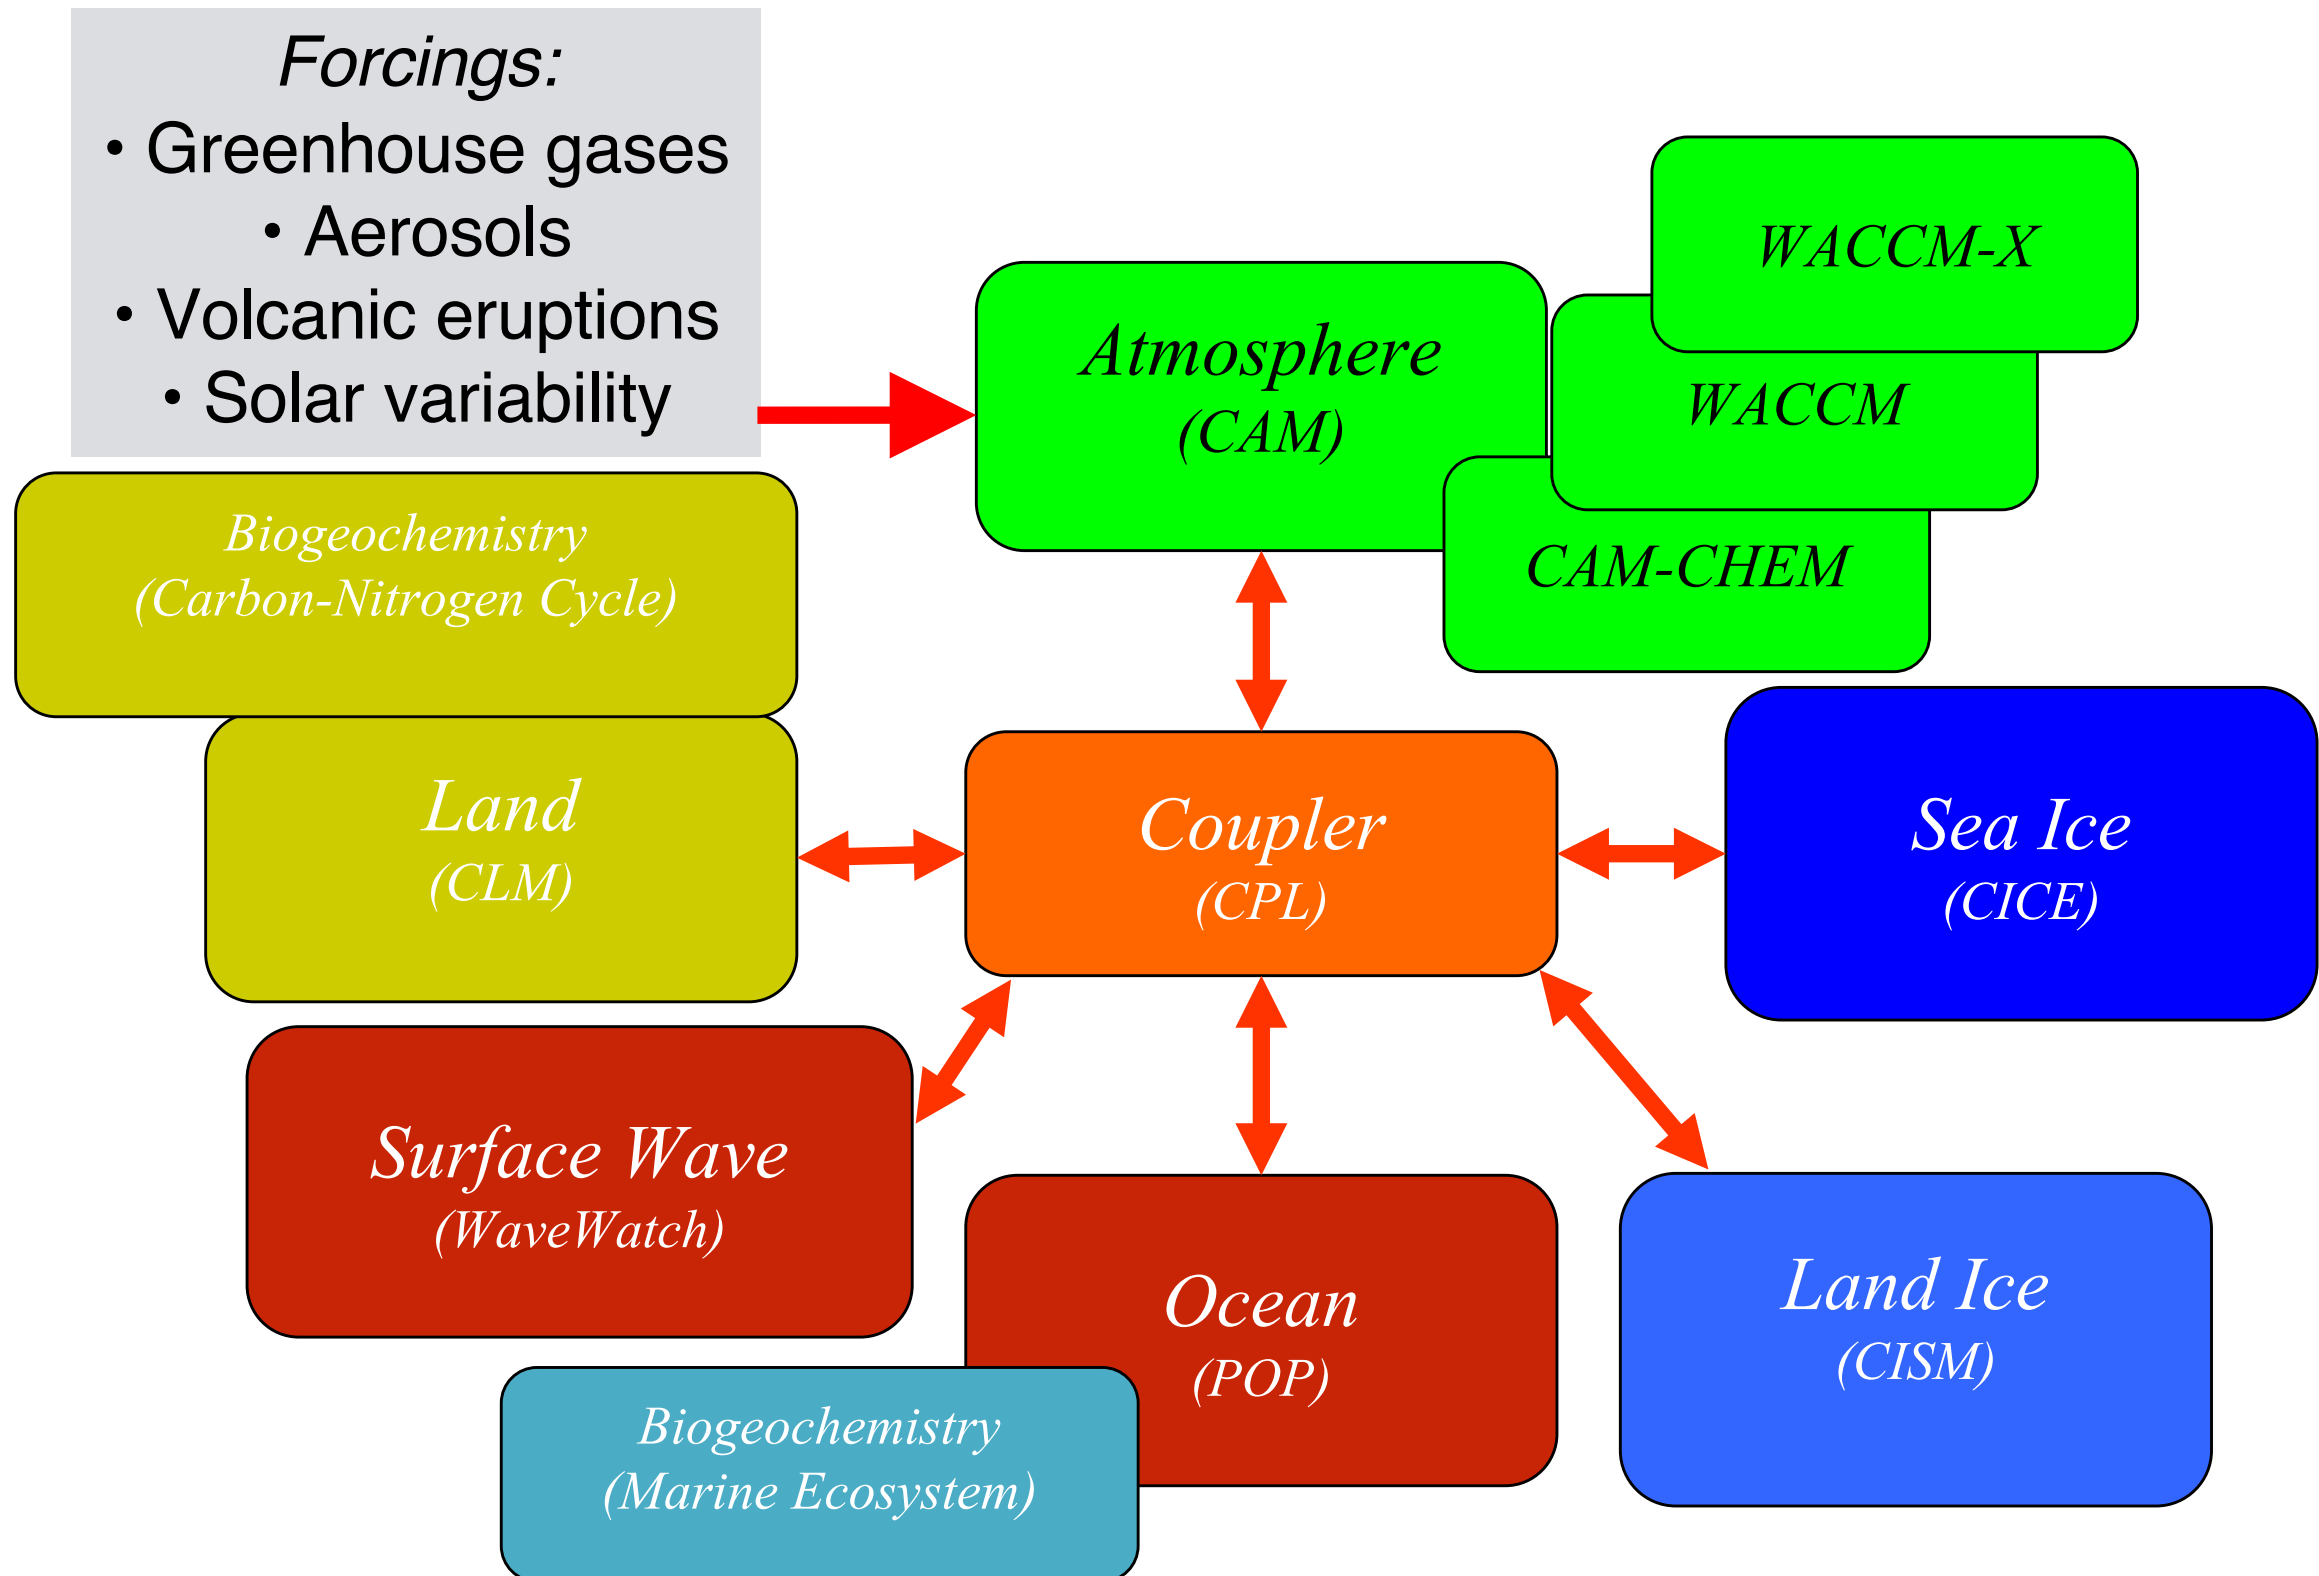 Forcings:
• Greenhouse gases
• Aerosols
• Volcanic eruptions
• Solar variability
WACCM-X
Atmosphere
(CAM)
WACCM
CAM-CHEM
Biogeochemistry
(Carbon-Nitrogen Cycle)
Land
(CLM)
Coupler
(CPL)
Sea Ice
(CICE)
Surface Wave
(WaveWatch)
Ocean
(POP)
Land Ice
(CISM)
Biogeochemistry
(Marine Ecosystem)